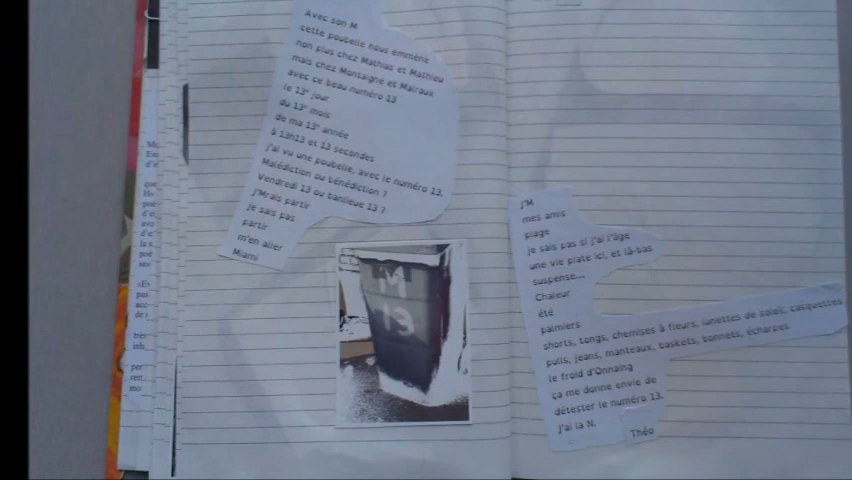 Avec son M
cette poubelle nous emmène
non plus chez Mathias et Mathieu
mais chez Montaigne et Malraux
avec ce beau numéro 13
le 13e jour
du 13e mois
de ma 13e année
à 13h13 et 13 secondes
j'ai vu une poubelle, avec le numéro 13.
Malédiction ou bénédiction ?
Vendredi 13 ou banlieue 13 ?
J'Mrais partir
je sais pas
partir
m'en aller
Miami
M
13
J'M
mes amis
plage
je sais pas si j'ai l'âge
une vie plate ici, et là-bas
suspense...
Chaleur
été
palmiers
shorts, tongs, chemises à fleurs, lunettes de soleil, casquettes
pulls, jeans, manteaux, baskets, bonnets, écharpes
le froid d'Onnaing
ça me donne envie de
détester le numéro 13.
J'ai la N.
Théo